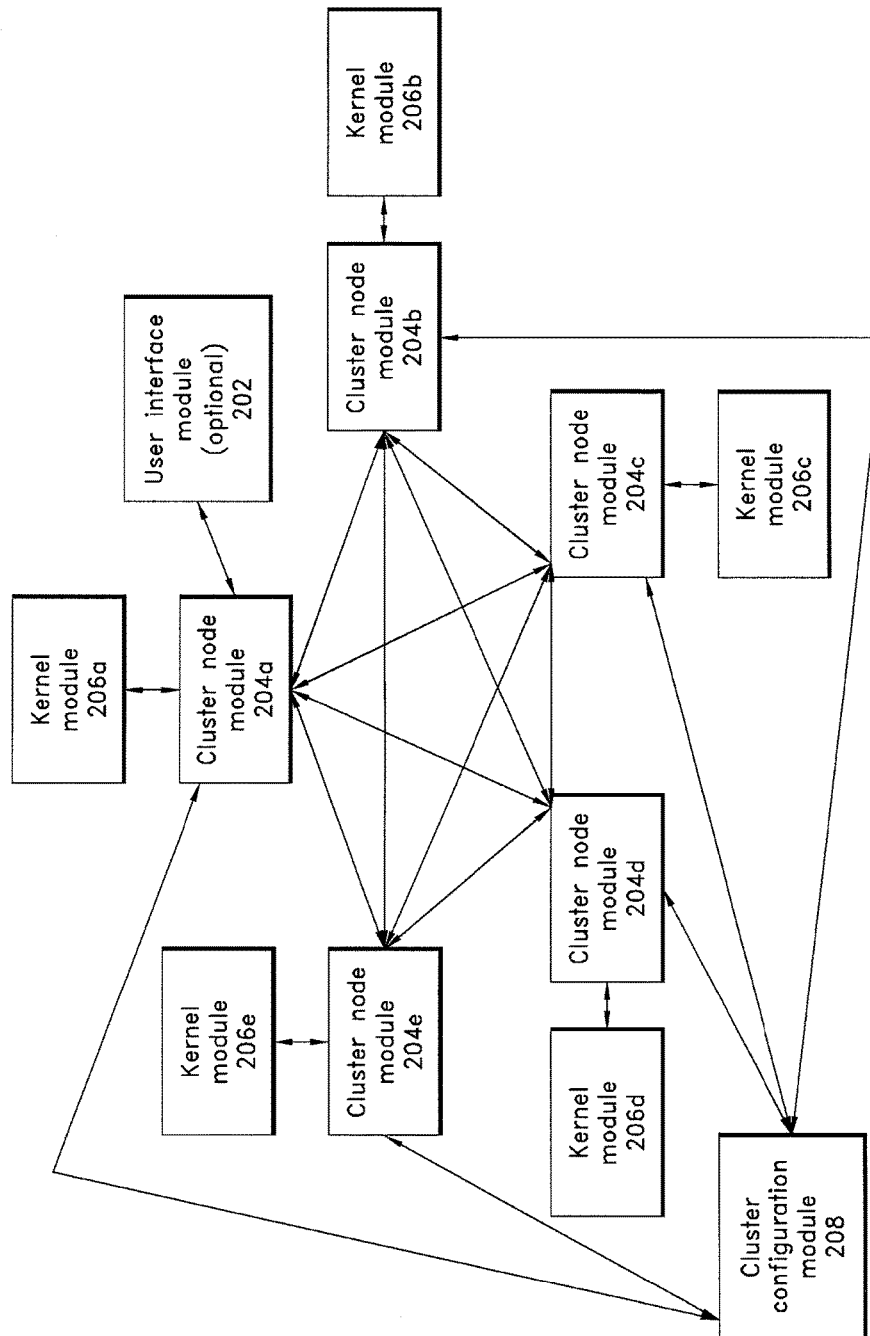 Kernel
module
206a
User interface
module
(optional)
202
Cluster node
module
204a
Kernel
module
206e
Cluster node
module
204e
Cluster node
module
204b
Kernel
module
206b
Kernel
module
206d
Cluster node
module
204d
Cluster node
module
204c
Kernel
module
206c
Cluster
configuration
module
208